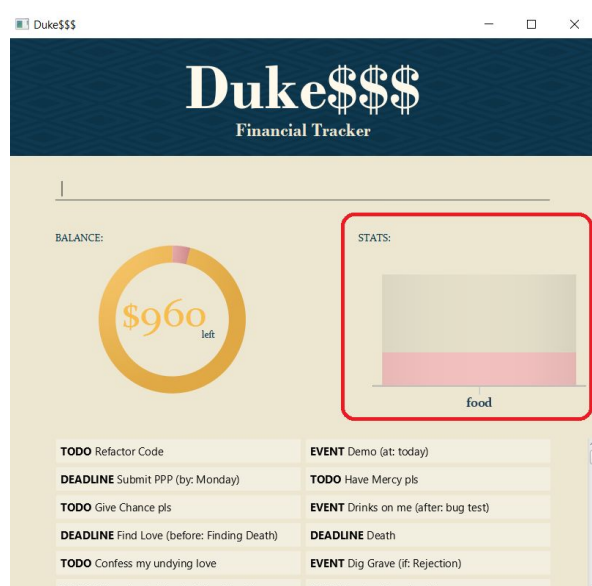 Duke$$$
Duke$$$
Financial Tracker
BALANCE:
STATS:
$960
left
food
TODO Refactor Code
EVENT Demo (at: today)
DEADLINE Submit PPP (by: Monday)
TODO Have Mercy pls
TODO Give Chance pls
EVENT Drinks on me (after: bug test)
DEADLINE Find Love (before: Finding Death)
DEADLINE Death
TODO Confess my undying love
EVENT Dig Grave (if: Rejection)